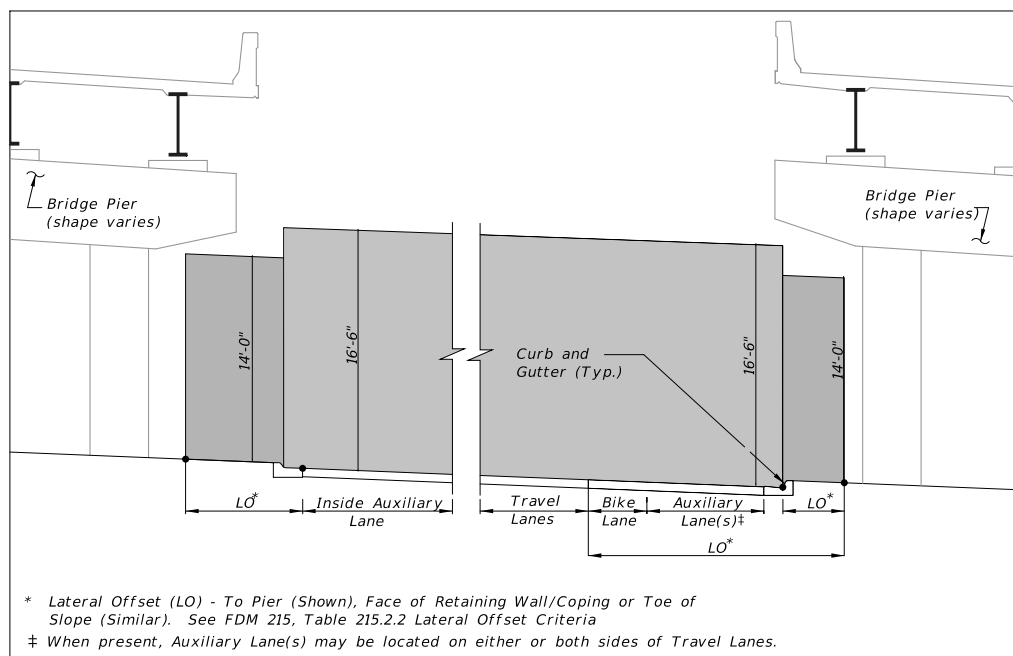 Bridge Pier
(shape varies)
Bridge Pier
(shape varies)
14'-0"
16'-6"
Curb and
Gutter (Typ.)
16'-6"
14'-0"
LO*
Inside Auxiliary
Lane
Travel
Lanes
Bike
Lane
Auxiliary
Lane(s)‡
LO*
LO*
* Lateral Offset (LO) - To Pier (Shown), Face of Retaining Wall/Coping or Toe of
Slope (Similar). See FDM 215, Table 215.2.2 Lateral Offset Criteria
‡ When present, Auxiliary Lane(s) may be located on either or both sides of Travel Lanes.